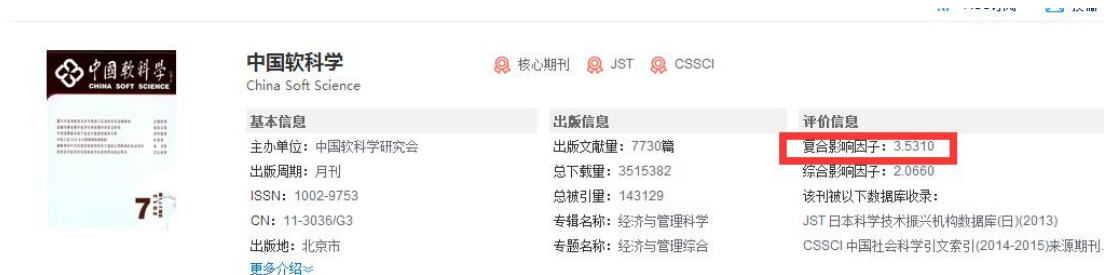 中国软科学
CHINA SOFT SCIENCE
7
中国软科学
China Soft Science
核心期刊 JST CSSCI
基本信息
主办单位：中国软科学研究会
出版周期：月刊
ISSN：1002-9753
CN：11-3036/G3
出版地：北京市
更多介绍
出版信息
出版文献量：7730篇
总下载量：3515382
总被引量：143129
专辑名称：经济与管理科学
专题名称：经济与管理综合
评价信息
复合影响因子：3.5310
综合影响因子：2.0660
该刊被以下数据库收录：
JST 日本科学技术振兴机构数据库(日)(2013)
CSSCI 中国社会科学引文索引(2014-2015)来源期刊.